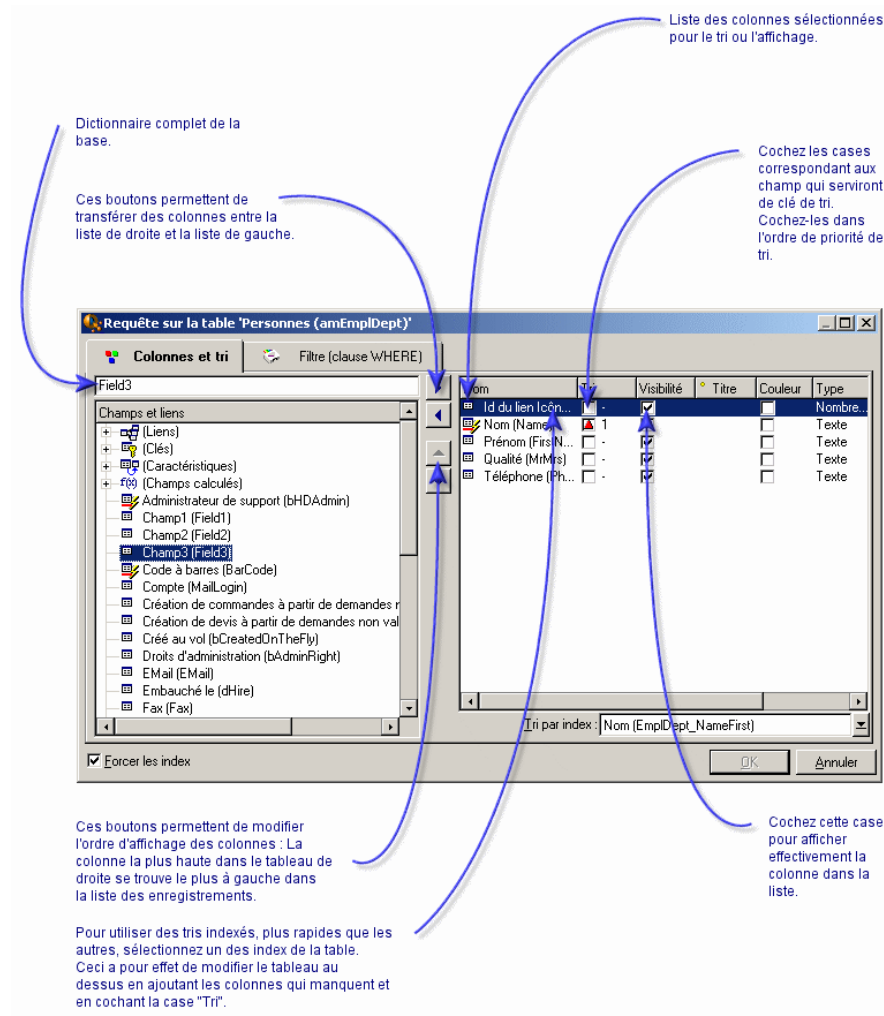 Liste des colonnes sélectionnées
pour le tri ou l'affichage.
Dictionnaire complet de la
base.
Cochez les cases
correspondant aux
champ qui serviront
de clé de tri.
Cochez-les dans
l'ordre de priorité de
tri.
Ces boutons permettent de
transférer des colonnes entre la
liste de droite et la liste de gauche.
Requête sur la table 'Personnes (amEmplDept)'
Colonnes et tri
Filtre (clause WHERE)
Field3
Champs et liens
(Liens)
(Clés)
(Caractéristiques)
f(x) (Champs calculés)
Administrateur de support (bHDAdmin)
Champ1 (Field1)
Champ2 (Field2)
Champ3 (Field3)
Code à barres (BarCode)
Compte (MailLogin)
Création de commandes à partir de demandes r
Création de devis à partir de demandes non val
Créé au vol (bCreatedOnTheFly)
Droits d'administration (bAdminRight)
EMail (EMail)
Embauché le (dHire)
Fax (Fax)
Visibilité ° Titre Couleur Type
Id du lien Icôn... - Nombre...
Nom (Name) 1 Texte
Prénom (FirstN... - Texte
Qualité (MrMrs) - Texte
Téléphone (Ph... - Texte
Tri par index : Nom (EmplDept_NameFirst)
Forcer les index
OK
Annuler
Ces boutons permettent de modifier
l'ordre d'affichage des colonnes : La
colonne la plus haute dans le tableau de
droite se trouve le plus à gauche dans
la liste des enregistrements.
Cochez cette case
pour afficher
effectivement la
colonne dans la
liste.
Pour utiliser des tris indexés, plus rapides que les
autres, sélectionnez un des index de la table.
Ceci a pour effet de modifier le tableau au
dessus en ajoutant les colonnes qui manquent et
en cochant la case "Tri".